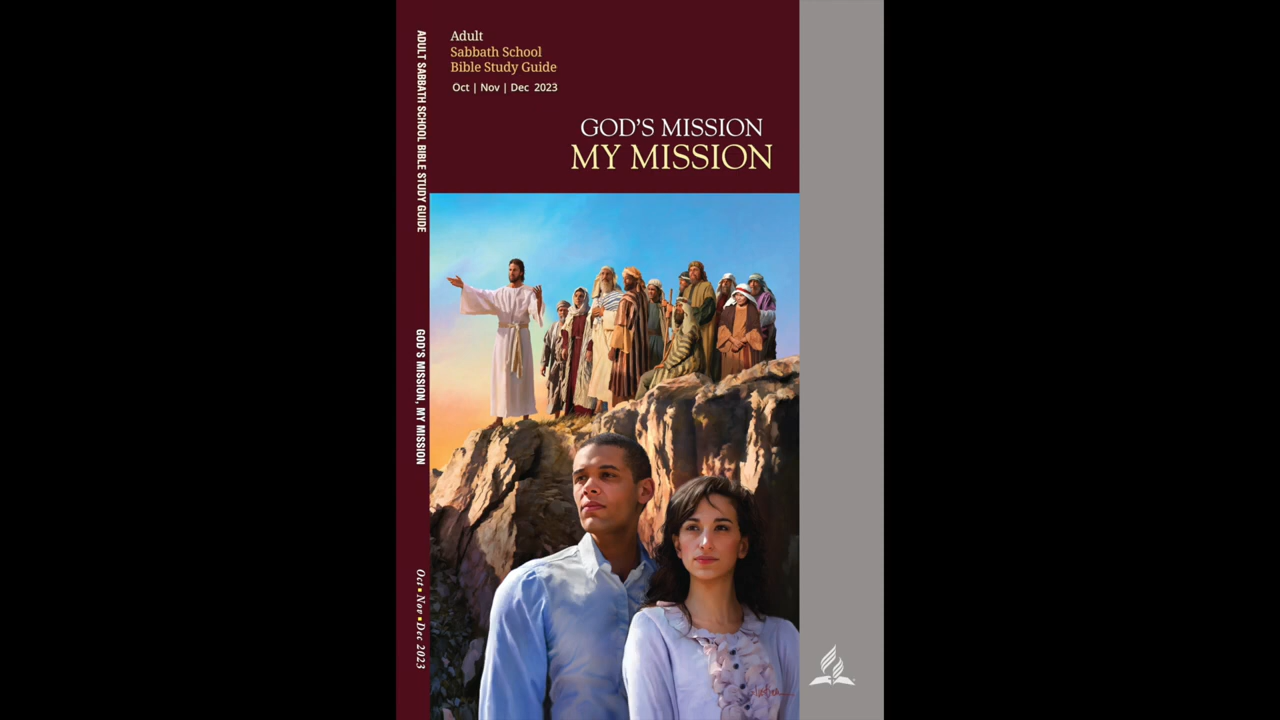 Adult
Sabbath School
Bible Study Guide
Oct | Nov | Dec 2023
GOD'S MISSION
MY MISSION
ADULT SABBATH SCHOOL BIBLE STUDY GUIDE
GOD'S MISSION, MY MISSION
Oct ▪ Nov ▪ Dec 2023